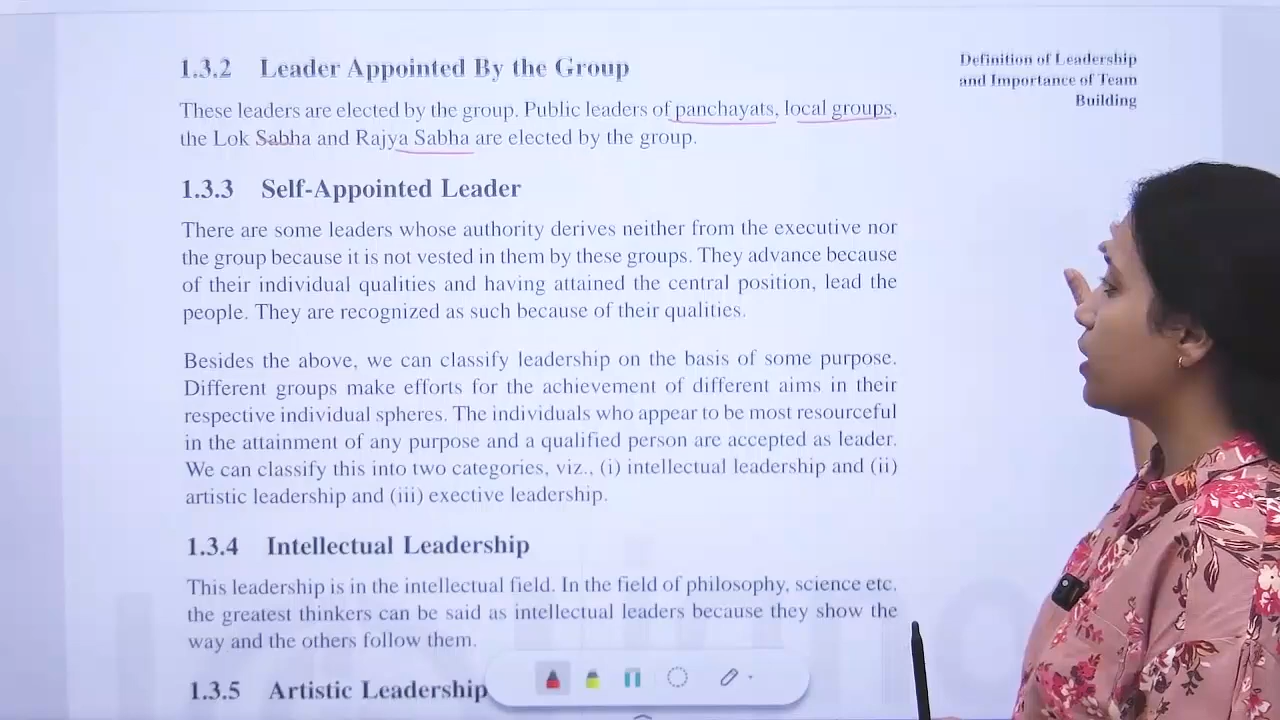 1.3.2 Leader Appointed By the Group
Definition of Leadership
and Importance of Team
Building
These leaders are elected by the group. Public leaders of panchayats, local groups,
the Lok Sabha and Rajya Sabha are elected by the group.
1.3.3 Self-Appointed Leader
There are some leaders whose authority derives neither from the executive nor
the group because it is not vested in them by these groups. They advance because
of their individual qualities and having attained the central position, lead the
people. They are recognized as such because of their qualities.
Besides the above, we can classify leadership on the basis of some purpose.
Different groups make efforts for the achievement of different aims in their
respective individual spheres. The individuals who appear to be most resourceful
in the attainment of any purpose and a qualified person are accepted as leader.
We can classify this into two categories, viz., (i) intellectual leadership and (ii)
artistic leadership and (iii) exective leadership.
1.3.4 Intellectual Leadership
This leadership is in the intellectual field. In the field of philosophy, science etc.
the greatest thinkers can be said as intellectual leaders because they show the
way and the others follow them.
1.3.5 Artistic Leadership